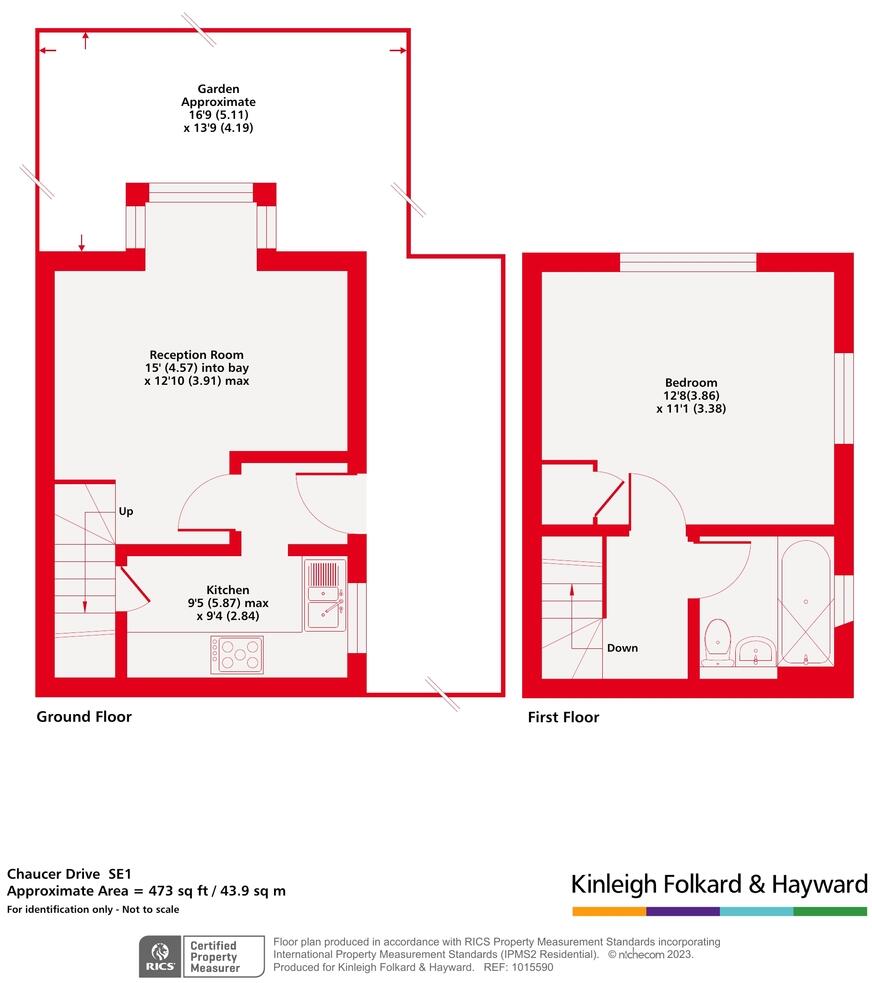 Garden
Approximate
16'9 (5.11)
x 13'9 (4.19)
Reception Room
15' (4.57) into bay
x 12'10 (3.91) max
Bedroom
12'8(3.86)
x 11'1 (3.38)
Up
Kitchen
9'5 (5.87) max
x 9'4 (2.84)
Down
Ground Floor
First Floor
Chaucer Drive SE1
Approximate Area = 473 sq ft / 43.9 sq m
For identification only - Not to scale
Kinleigh Folkard & Hayward
RICS
Certified
Property
Measurer
Floor plan produced in accordance with RICS Property Measurement Standards incorporating
International Property Measurement Standards (IPMS2 Residential). © nichecom 2023.
Produced for Kinleigh Folkard & Hayward. REF: 1015590